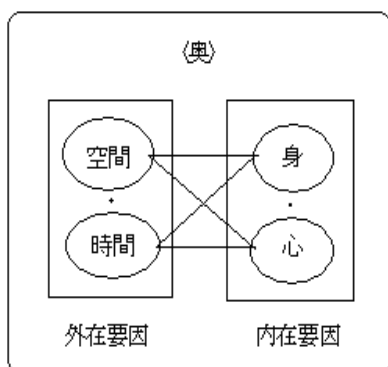 〈奥〉
空間
身
・
・
時間
心
外在要因
内在要因